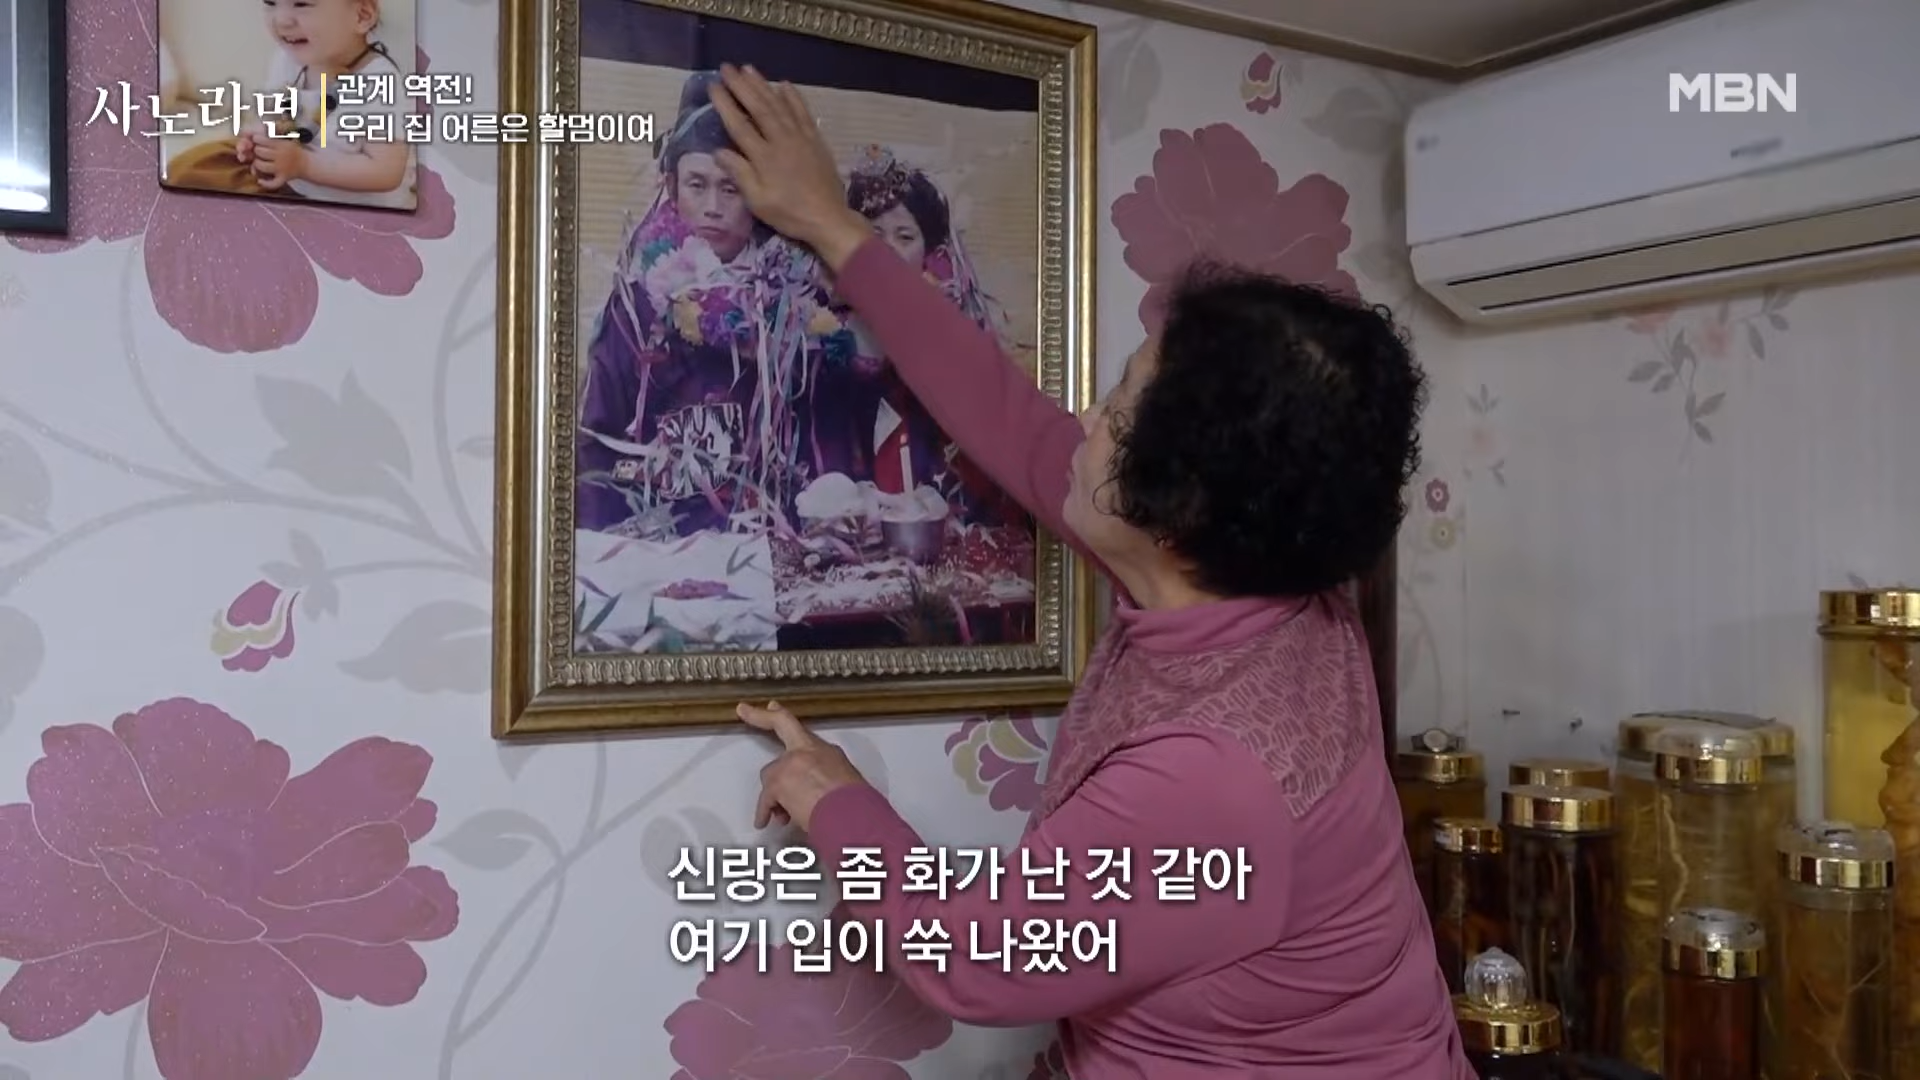 사노라면
관계 역전!
우리 집 어른은 할멈이여
MBN
신랑은 좀 화가 난 것 같아
여기 입이 쑥 나왔어